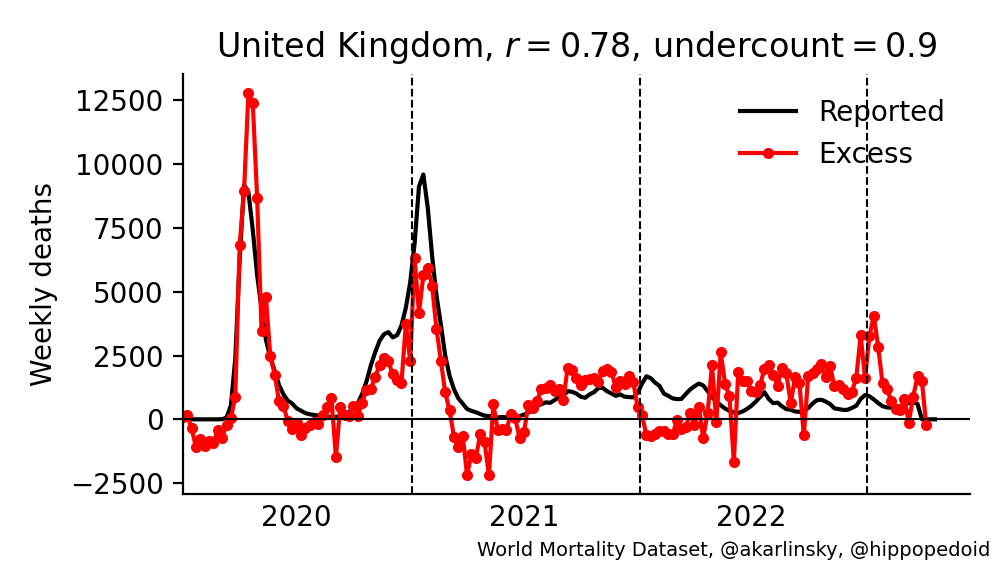 United Kingdom, r = 0.78, undercount = 0.9
Weekly deaths
12500
10000
7500
5000
2500
0
−2500
Reported
Excess
2020 2021 2022
World Mortality Dataset, @akarlinsky, @hippopedoid